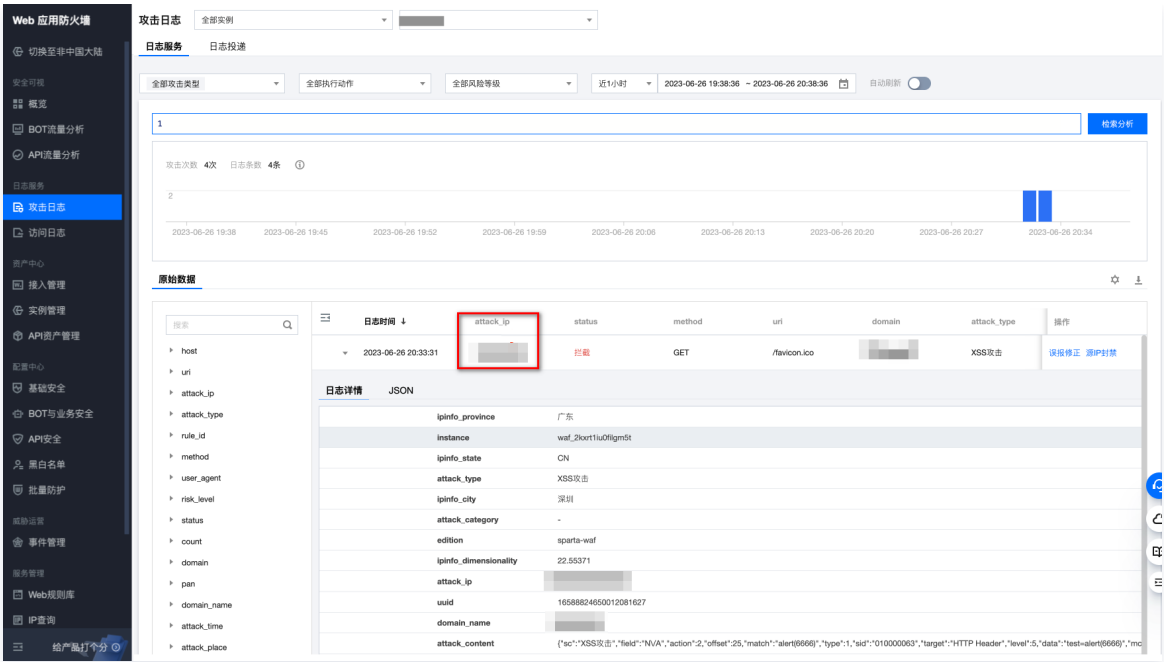 Web 应用防火墙
切换至非中国大陆
安全可视
概览
BOT流量分析
API流量分析
日志服务
攻击日志
访问日志
资产中心
接入管理
实例管理
API资产管理
配置中心
基础安全
BOT与业务安全
API安全
黑白名单
批量防护
威胁运营
事件管理
服务管理
Web规则库
IP查询
给产品打个分
攻击日志 全部实例
日志服务 日志投递
全部攻击类型 全部执行动作 全部风险等级 近1小时 2023-06-26 19:38:36 ~ 2023-06-26 20:38:36 自动刷新
1 检索分析
攻击次数 4次 日志条数 4条
2
2023-06-26 19:38 2023-06-26 19:45 2023-06-26 19:52 2023-06-26 19:59 2023-06-26 20:06 2023-06-26 20:13 2023-06-26 20:20 2023-06-26 20:27 2023-06-26 20:34
原始数据
搜索
host
uri
attack_ip
attack_type
rule_id
method
user_agent
risk_level
status
count
domain
pan
domain_name
attack_time
attack_place
日志时间 ↓ attack_ip status method uri domain attack_type 操作
2023-06-26 20:33:31 拦截 GET /favicon.ico XSS攻击 误报修正 源IP封禁
日志详情 JSON
ipinfo_province 广东
instance waf_2kxrt1iu0filgm5t
ipinfo_state CN
attack_type XSS攻击
ipinfo_city 深圳
attack_category -
edition sparta-waf
ipinfo_dimensionality 22.55371
attack_ip
uuid 16588824650012081627
domain_name
attack_content {"sc":"XSS攻击","field":"N/A","action":2,"offset":25,"match":"alert(6666)","type":1,"sid":"010000063","target":"HTTP Header","level":5,"data":"test=alert(6666)","mc